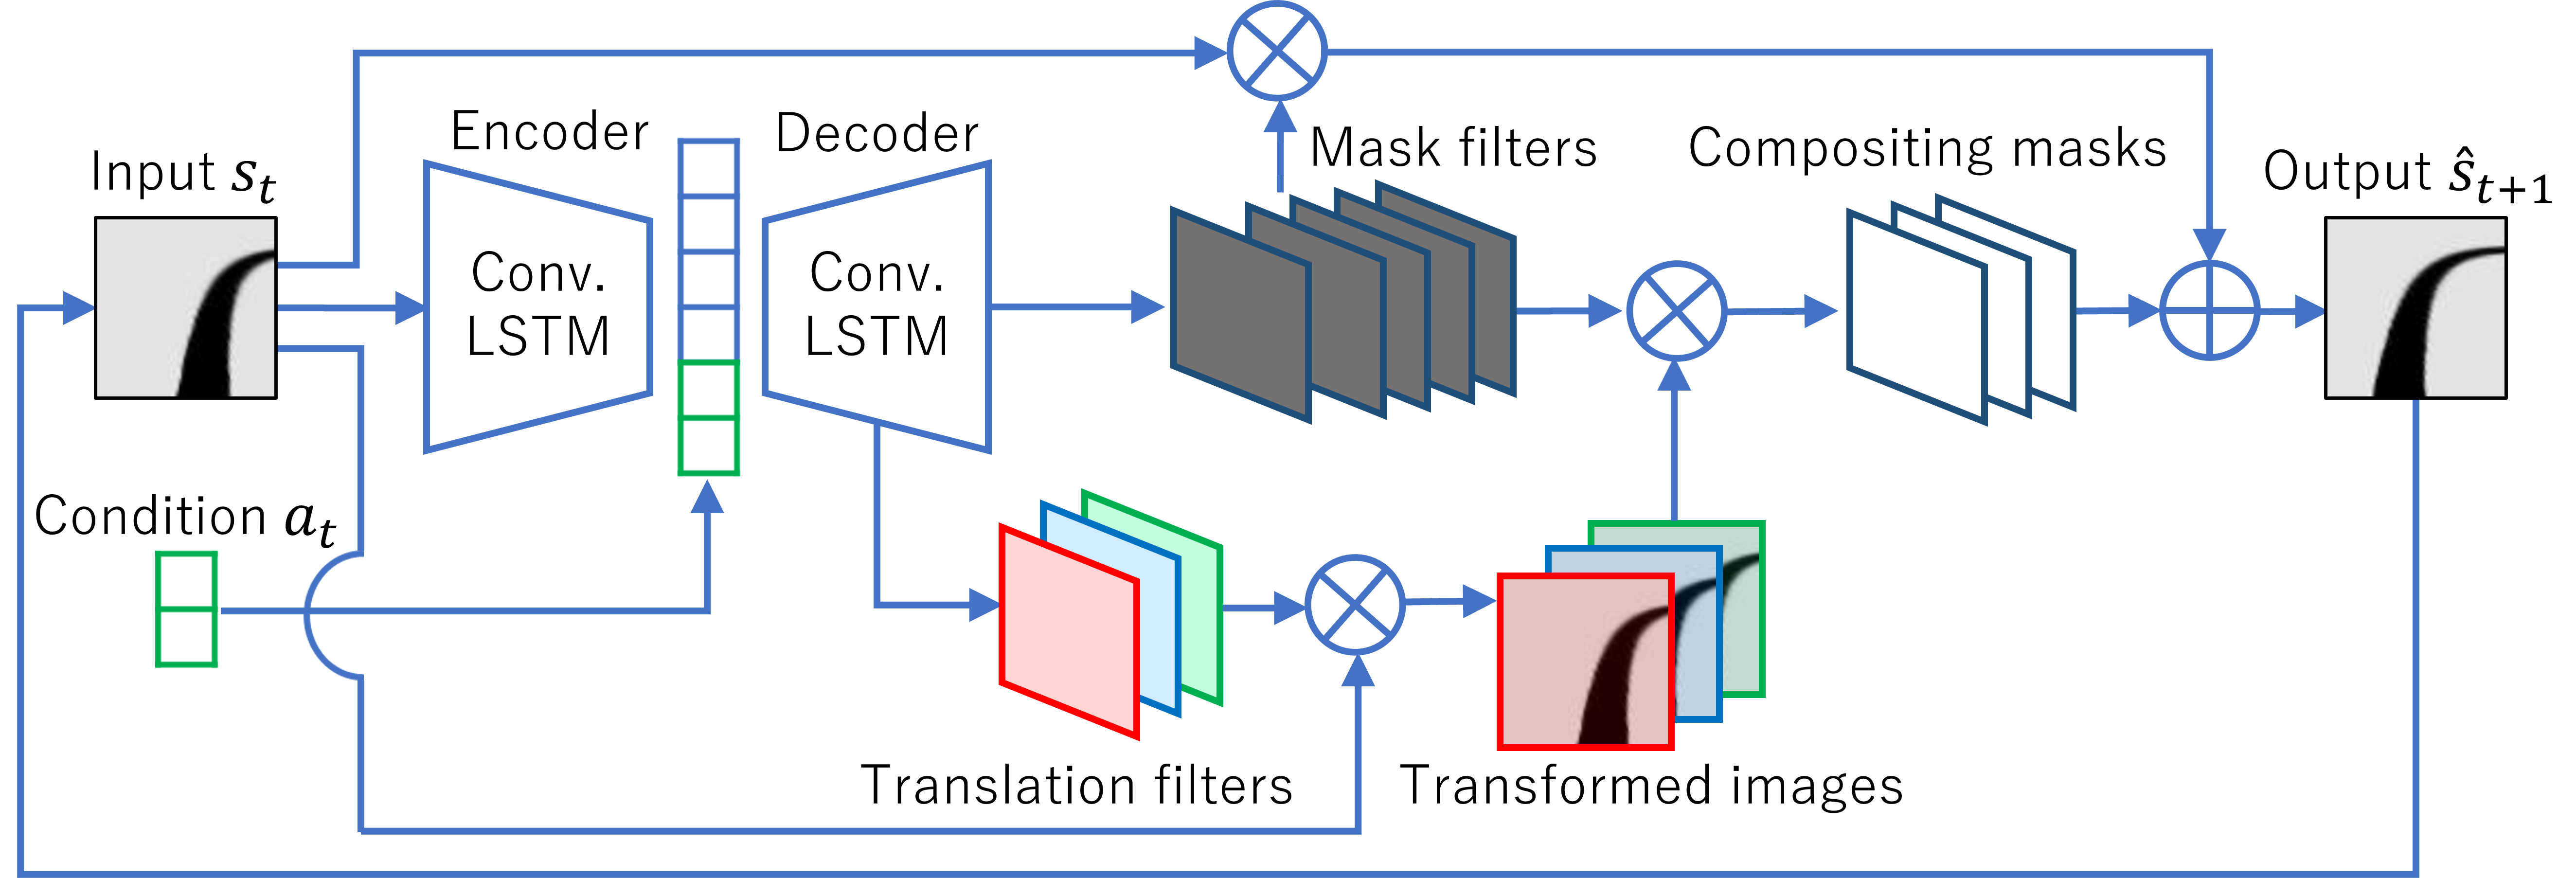 Encoder
Decoder
Mask filters
Compositing masks
Input s_t
Output ŝ_{t+1}
Conv.
LSTM
Conv.
LSTM
Condition a_t
Translation filters
Transformed images